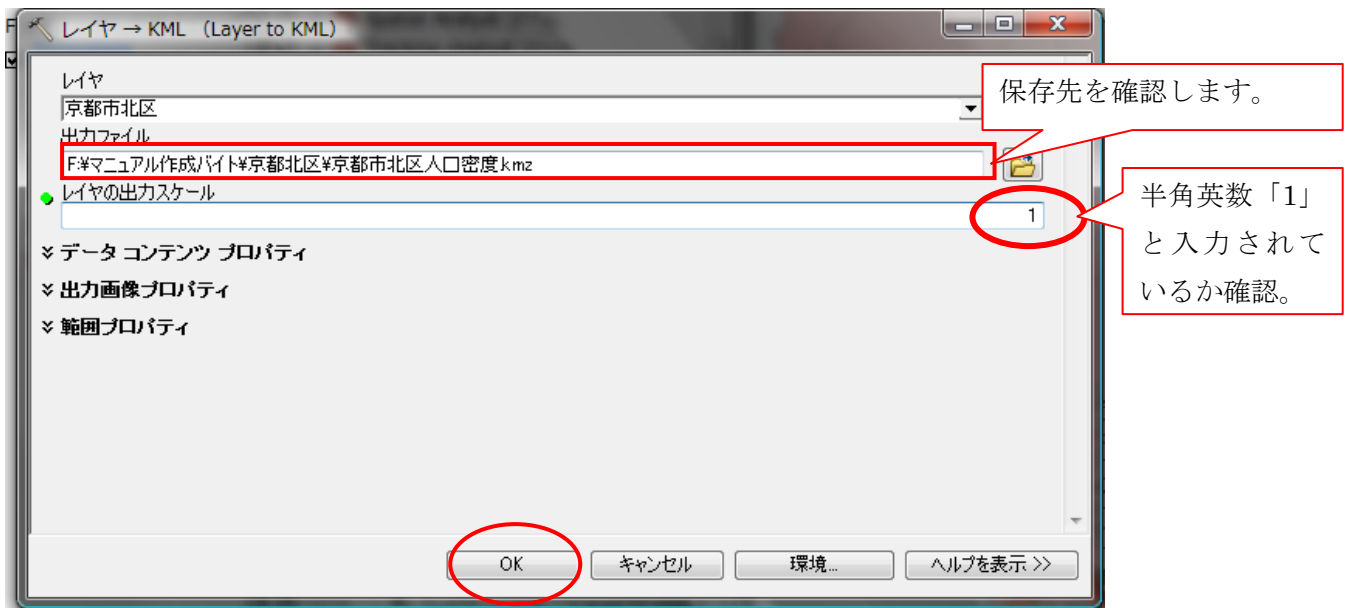 レイヤ → KML （Layer to KML）
レイヤ
京都市北区
出力ファイル
F:¥マニュアル作成バイト¥京都北区¥京都市北区人口密度.kmz
レイヤの出力スケール
1
データ コンテンツ プロパティ
出力画像プロパティ
範囲プロパティ
OK
キャンセル
環境...
ヘルプを表示 >>
保存先を確認します。
半角英数「1」
と入力されて
いるか確認。